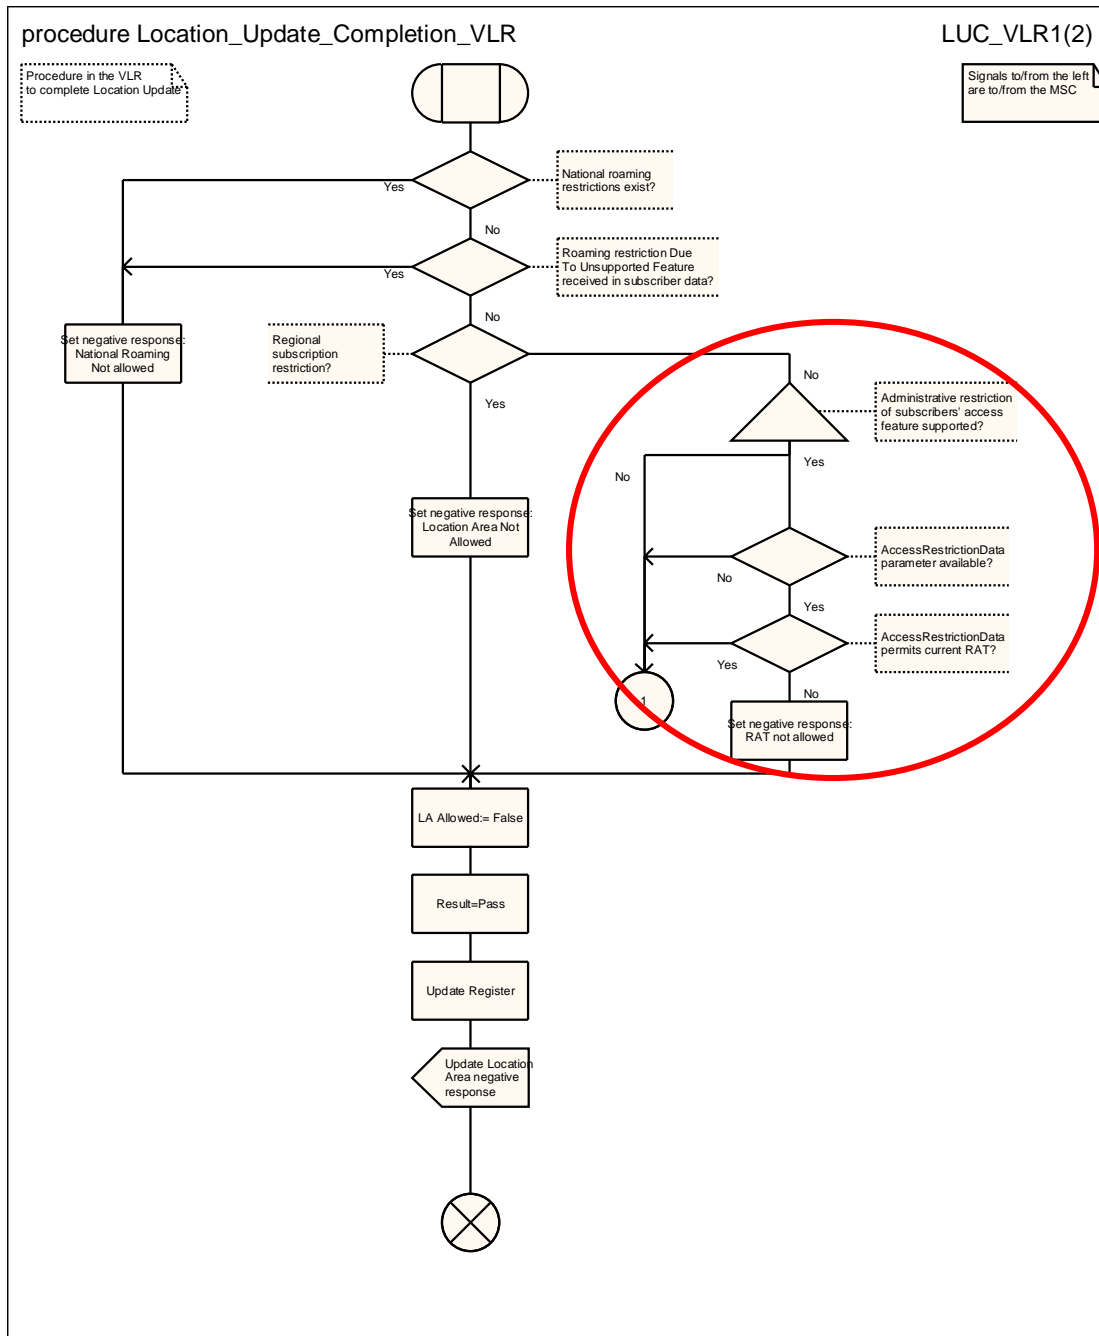 procedure Location_Update_Completion_VLR
LUC_VLR1(2)
Procedure in the VLR
to complete Location Update
Signals to/from the left
are to/from the MSC
National roaming
restrictions exist?
Yes
No
Roaming restriction Due
To Unsupported Feature
received in subscriber data?
Yes
No
Set negative response:
National Roaming
Not allowed
Regional
subscription
restriction?
Yes
No
Administrative restriction
of subscribers' access
feature supported?
Yes
No
Set negative response:
Location Area Not
Allowed
AccessRestrictionData
parameter available?
No
Yes
AccessRestrictionData
permits current RAT?
Yes
No
1
Set negative response:
RAT not allowed
LA Allowed:= False
Result=Pass
Update Register
Update Location
Area negative
response